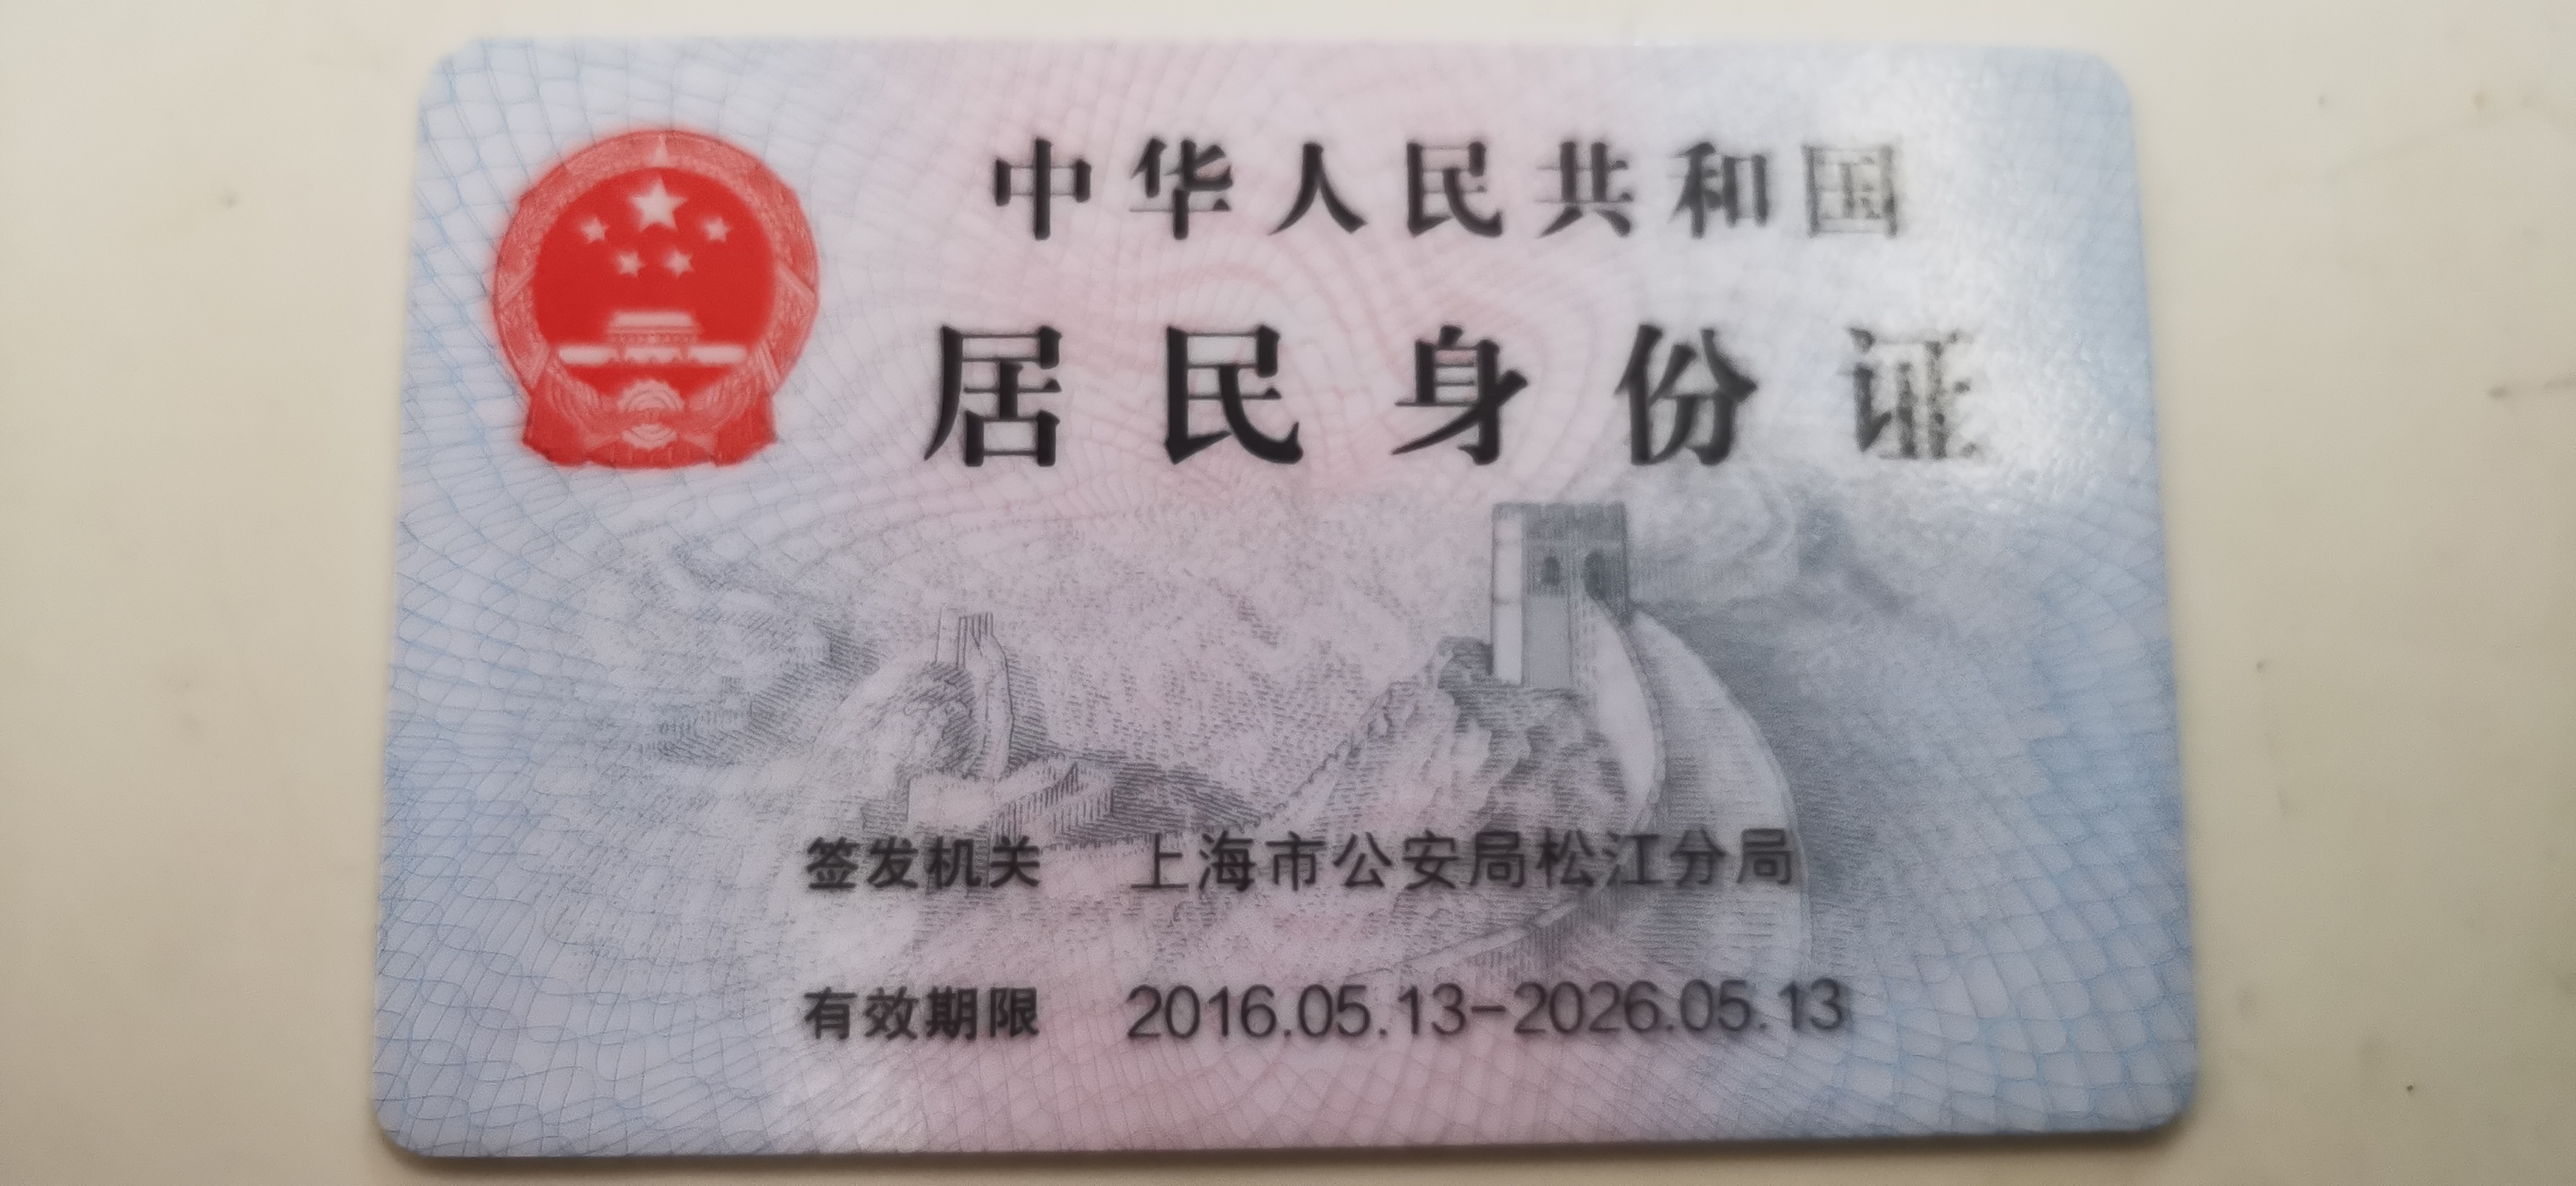 中华人民共和国
居民身份证
签发机关 上海市公安局松江分局
有效期限 2016.05.13-2026.05.13